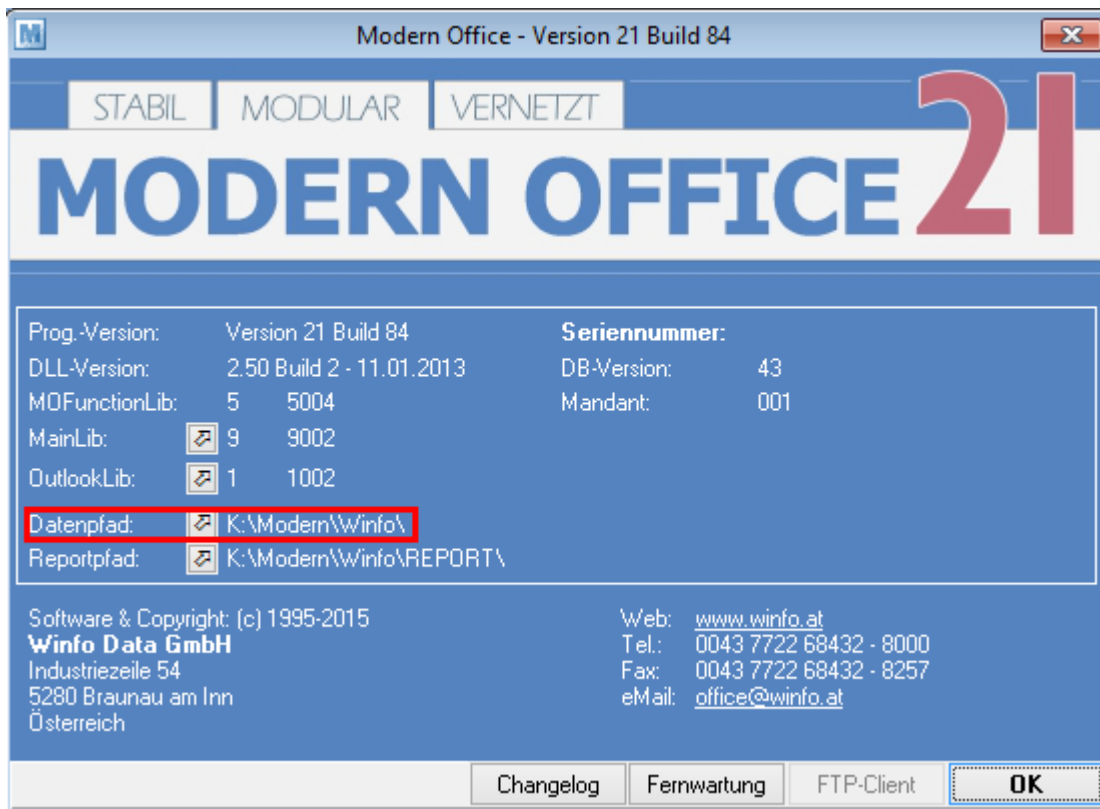 Modern Office - Version 21 Build 84
STABIL MODULAR VERNETZT
MODERN OFFICE 21
Prog.-Version: Version 21 Build 84 Seriennummer:
DLL-Version: 2.50 Build 2 - 11.01.2013 DB-Version: 43
MOFunctionLib: 5 5004 Mandant: 001
MainLib: 9 9002
OutlookLib: 1 1002
Datenpfad: K:\Modern\Winfo\
Reportpfad: K:\Modern\Winfo\REPORT\
Software & Copyright: (c) 1995-2015 Web: www.winfo.at
Winfo Data GmbH Tel.: 0043 7722 68432 - 8000
Industriezeile 54 Fax: 0043 7722 68432 - 8257
5280 Braunau am Inn eMail: office@winfo.at
Österreich
Changelog Fernwartung FTP-Client OK